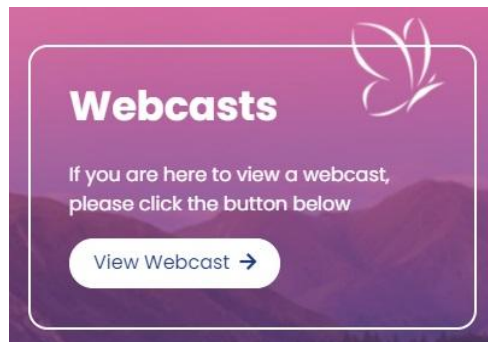 Webcasts
If you are here to view a webcast,
please click the button below
View Webcast →